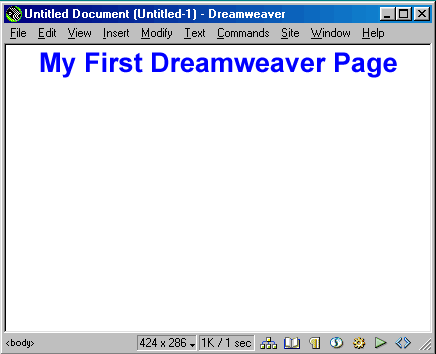 Untitled Document (Untitled-1) - Dreamweaver
File Edit View Insert Modify Text Commands Site Window Help
My First Dreamweaver Page
<body> 424 x 286 1K / 1 sec